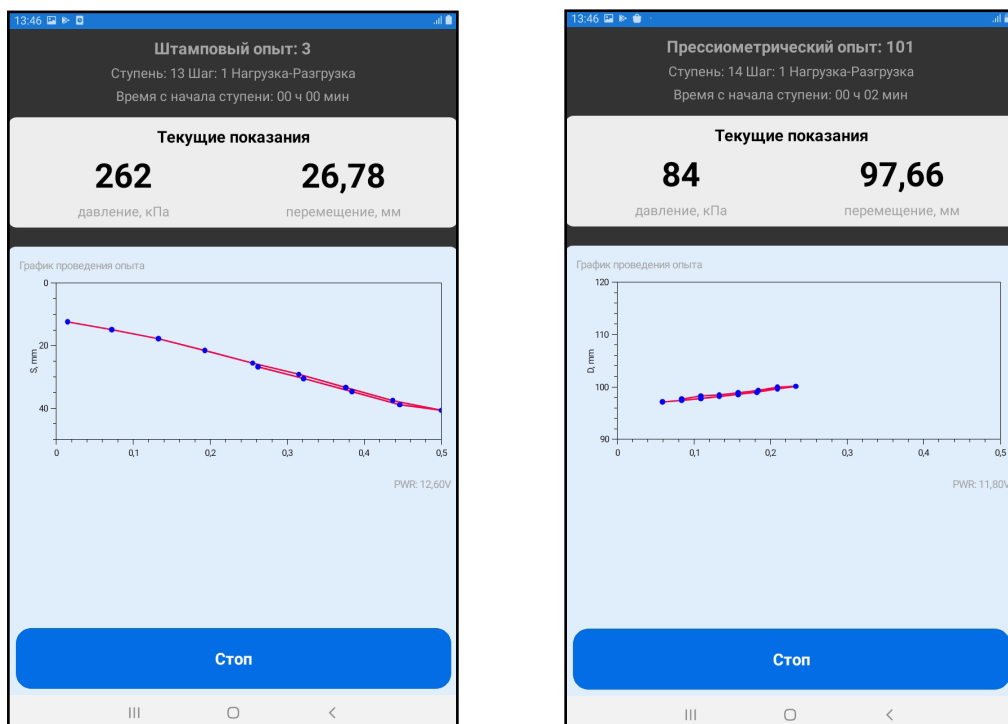 13:46
Штамповый опыт: 3
Ступень: 13 Шаг: 1 Нагрузка-Разгрузка
Время с начала ступени: 00 ч 00 мин
Текущие показания
262 26,78
давление, кПа перемещение, мм
График проведения опыта
0
20
40
S, mm
0 0,1 0,2 0,3 0,4 0,5
PWR: 12,60V
Стоп
13:46
Прессиометрический опыт: 101
Ступень: 14 Шаг: 1 Нагрузка-Разгрузка
Время с начала ступени: 00 ч 02 мин
Текущие показания
84 97,66
давление, кПа перемещение, мм
График проведения опыта
120
110
100
90
D, mm
0 0,1 0,2 0,3 0,4 0,5
PWR: 11,80V
Стоп